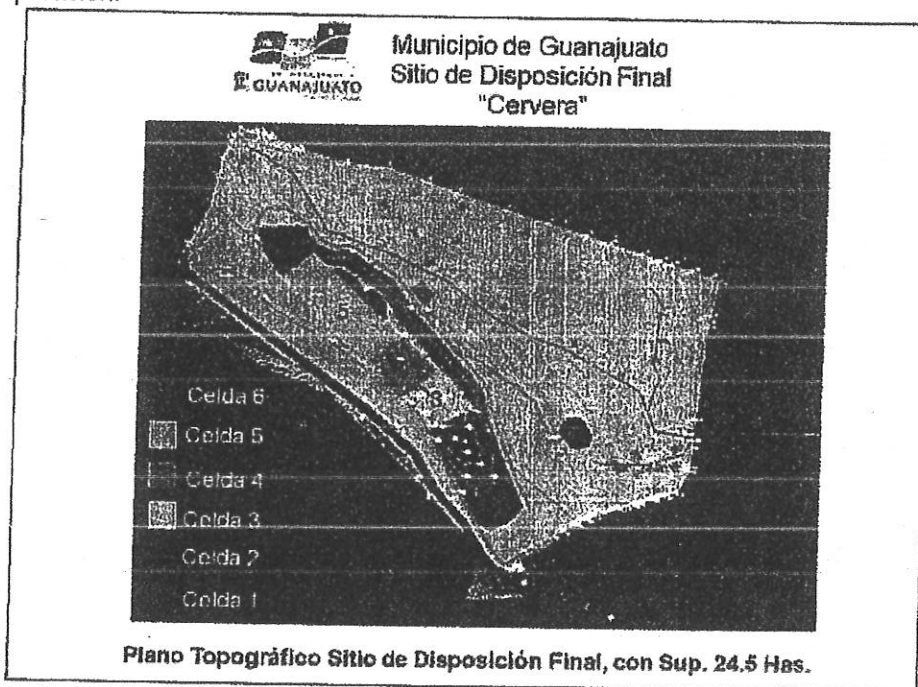 Municipio de Guanajuato
Sitio de Disposición Final
"Cervera"
GUANAJUATO
Celda 6
Celda 5
Celda 4
Celda 3
Celda 2
Celda 1
Plano Topográfico Sitio de Disposición Final, con Sup. 24.5 Has.